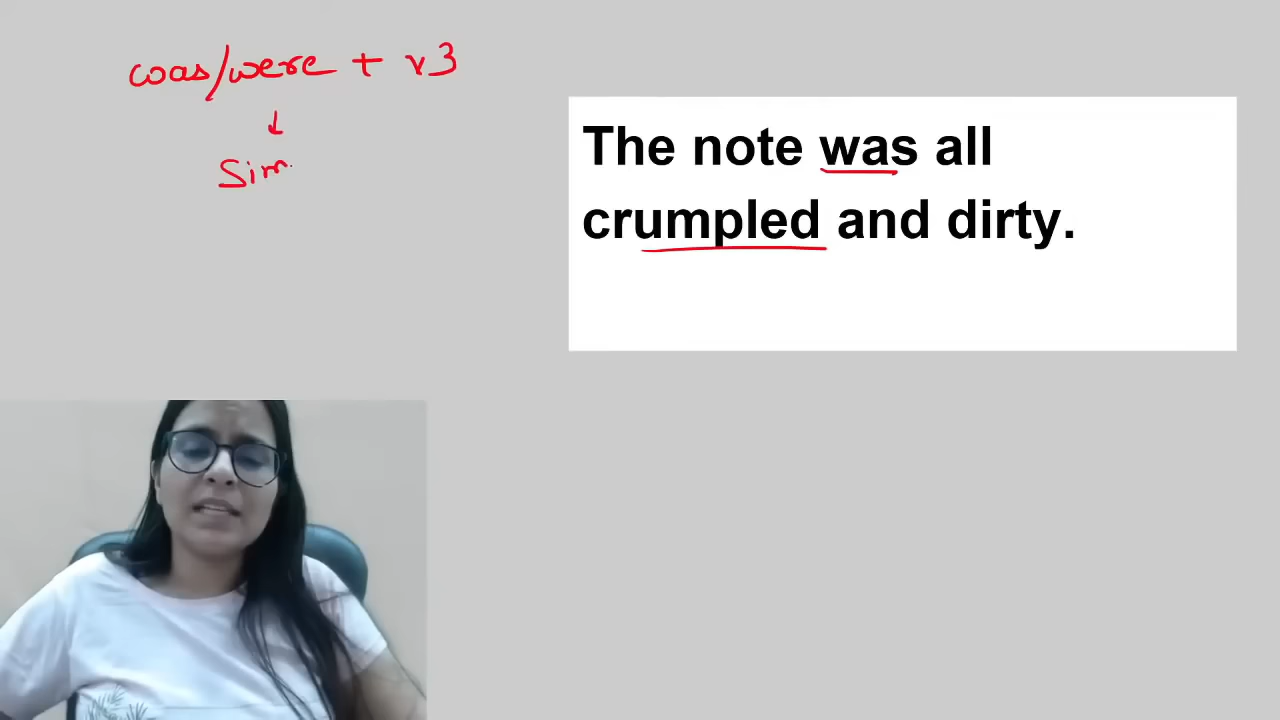 was/were + v3
↓
Sim
The note was all
crumpled and dirty.